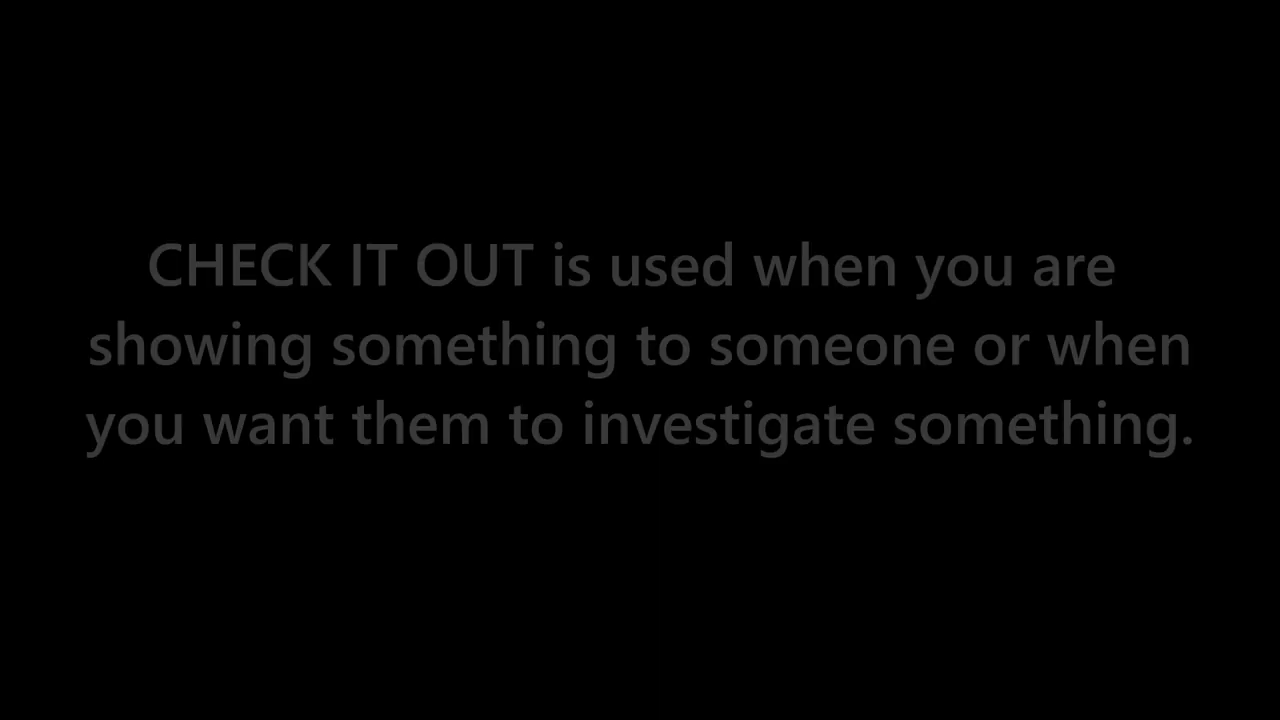 CHECK IT OUT is used when you are
showing something to someone or when
you want them to investigate something.